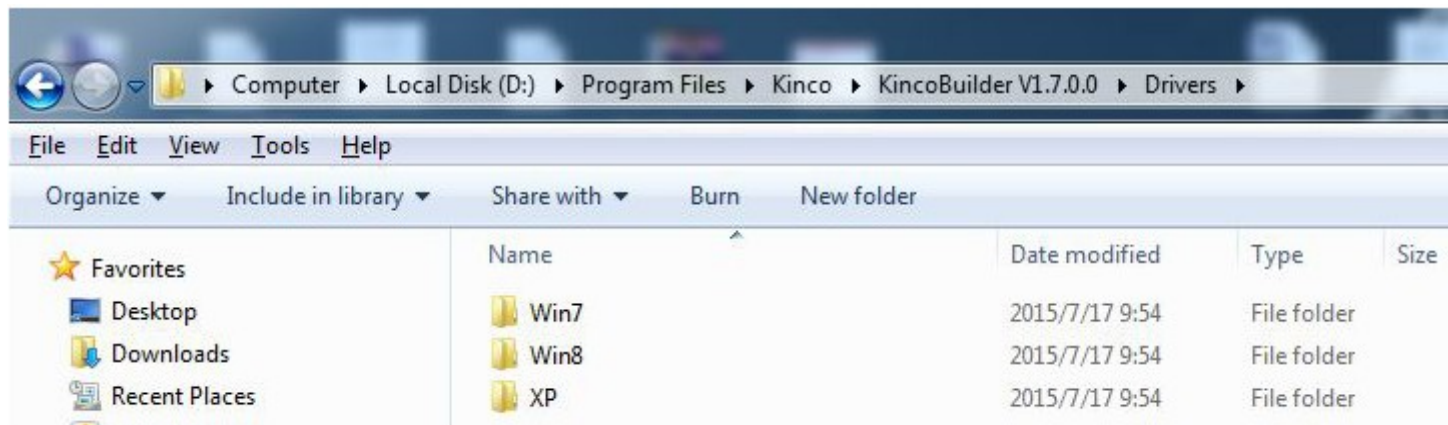 Computer Local Disk (D:) Program Files Kinco KincoBuilder V1.7.0.0 Drivers
File Edit View Tools Help
Organize Include in library Share with Burn New folder
Favorites
Desktop
Downloads
Recent Places
Name Date modified Type Size
Win7 2015/7/17 9:54 File folder
Win8 2015/7/17 9:54 File folder
XP 2015/7/17 9:54 File folder